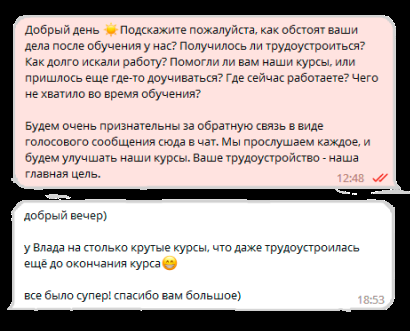 Добрый день ☀️ Подскажите пожалуйста, как обстоят ваши
дела после обучения у нас? Получилось ли трудоустроиться?
Как долго искали работу? Помогли ли вам наши курсы, или
пришлось еще где-то доучиваться? Где сейчас работаете? Чего
не хватило во время обучения?
Будем очень признательны за обратную связь в виде
голосового сообщения сюда в чат. Мы прослушаем каждое, и
будем улучшать наши курсы. Ваше трудоустройство - наша
главная цель.
12:48
добрый вечер)
у Влада на столько крутые курсы, что даже трудоустроилась
ещё до окончания курса😁
все было супер! спасибо вам большое)
18:53